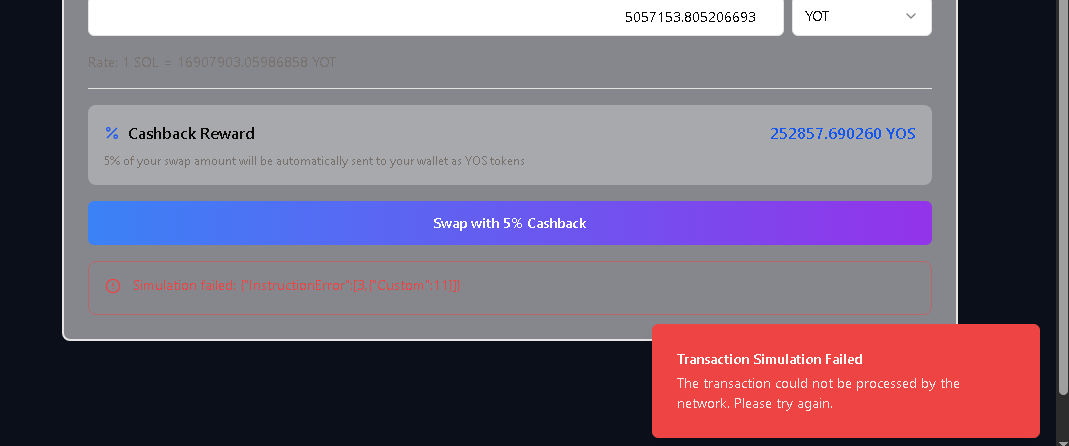 5057153.805206693
YOT
Rate: 1 SOL = 16907903.05986858 YOT
Cashback Reward
252857.690260 YOS
5% of your swap amount will be automatically sent to your wallet as YOS tokens
Swap with 5% Cashback
Simulation failed: {"InstructionError":[3,{"Custom":11}]}
Transaction Simulation Failed
The transaction could not be processed by the
network. Please try again.